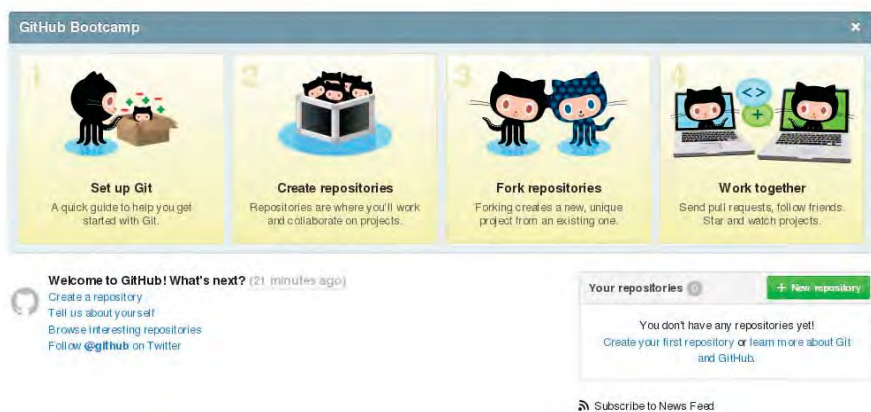 GitHub Bootcamp ×
1
2
3
4
<>
+
Set up Git
A quick guide to help you get
started with Git.
Create repositories
Repositories are where you'll work
and collaborate on projects.
Fork repositories
Forking creates a new, unique
project from an existing one.
Work together
Send pull requests, follow friends.
Star and watch projects.
Welcome to GitHub! What's next? (21 minutes ago)
Create a repository
Tell us about yourself
Browse interesting repositories
Follow @github on Twitter
Your repositories 0
+ New repository
You don't have any repositories yet!
Create your first repository or learn more about Git
and GitHub.
Subscribe to News Feed